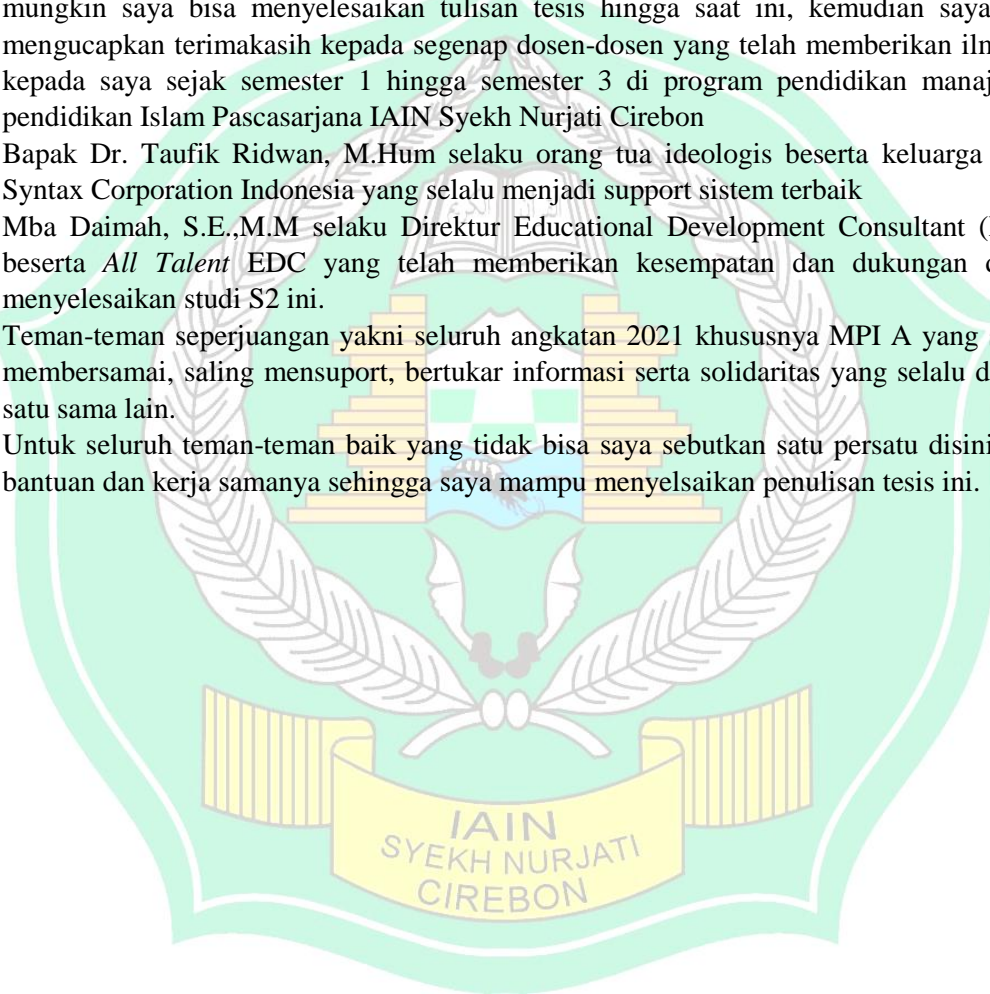 mungkin saya bisa menyelesaikan tulisan tesis hingga saat ini, kemudian saya
mengucapkan terimakasih kepada segenap dosen-dosen yang telah memberikan
kepada saya sejak semester 1 hingga semester 3 di program pendidikan
pendidikan Islam Pascasarjana IAIN Syekh Nurjati Cirebon
Bapak Dr. Taufik Ridwan, M.Hum selaku orang tua ideologis beserta keluarga
Syntax Corporation Indonesia yang selalu menjadi support sistem terbaik
Mba Daimah, S.E.,M.M selaku Direktur Educational Development Consultant
beserta All Talent EDC yang telah memberikan kesempatan dan dukungan
menyelesaikan studi S2 ini.
Teman-teman seperjuangan yakni seluruh angkatan 2021 khususnya MPI A yang
membersamai, saling mensuport, bertukar informasi serta solidaritas yang selalu
satu sama lain.
Untuk seluruh teman-teman baik yang tidak bisa saya sebutkan satu persatu disini
bantuan dan kerja samanya sehingga saya mampu menyelsaikan penulisan tesis ini.
IAIN
SYEKH NURJATI
CIREBON